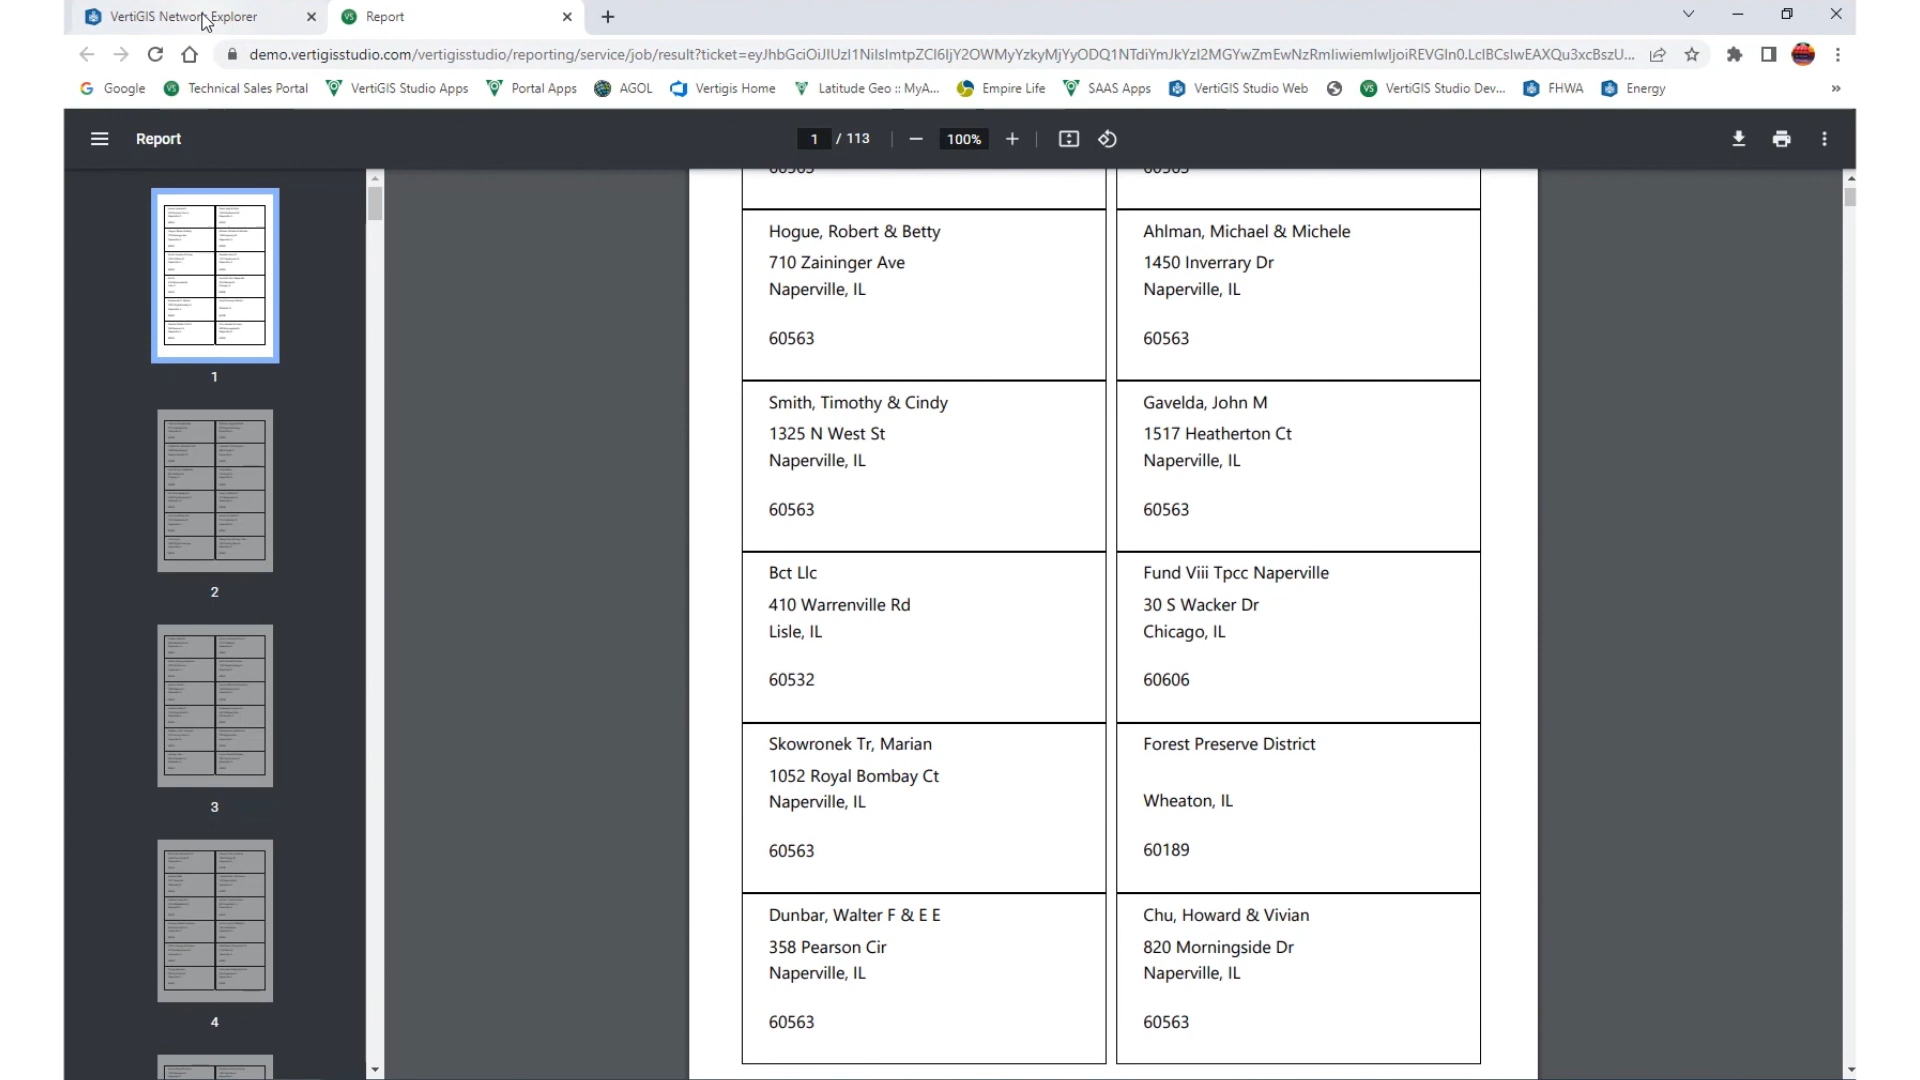 VertiGIS Network Explorer
Report
demo.vertigisstudio.com/vertigisstudio/reporting/service/job/result?ticket=
Google
Technical Sales Portal
VertiGIS Studio Apps
Portal Apps
AGOL
Vertigis Home
Latitude Geo :: MyA...
Empire Life
SAAS Apps
VertiGIS Studio Web
VertiGIS Studio Dev...
FHWA
Energy
»
Report
1 / 113
100%
1
2
3
4
60563
60563
Hogue, Robert & Betty
710 Zaininger Ave
Naperville, IL
60563
Ahlman, Michael & Michele
1450 Inverrary Dr
Naperville, IL
60563
Smith, Timothy & Cindy
1325 N West St
Naperville, IL
60563
Gavelda, John M
1517 Heatherton Ct
Naperville, IL
60563
Bct Llc
410 Warrenville Rd
Lisle, IL
60532
Fund Viii Tpcc Naperville
30 S Wacker Dr
Chicago, IL
60606
Skowronek Tr, Marian
1052 Royal Bombay Ct
Naperville, IL
60563
Forest Preserve District
Wheaton, IL
60189
Dunbar, Walter F & E E
358 Pearson Cir
Naperville, IL
60563
Chu, Howard & Vivian
820 Morningside Dr
Naperville, IL
60563